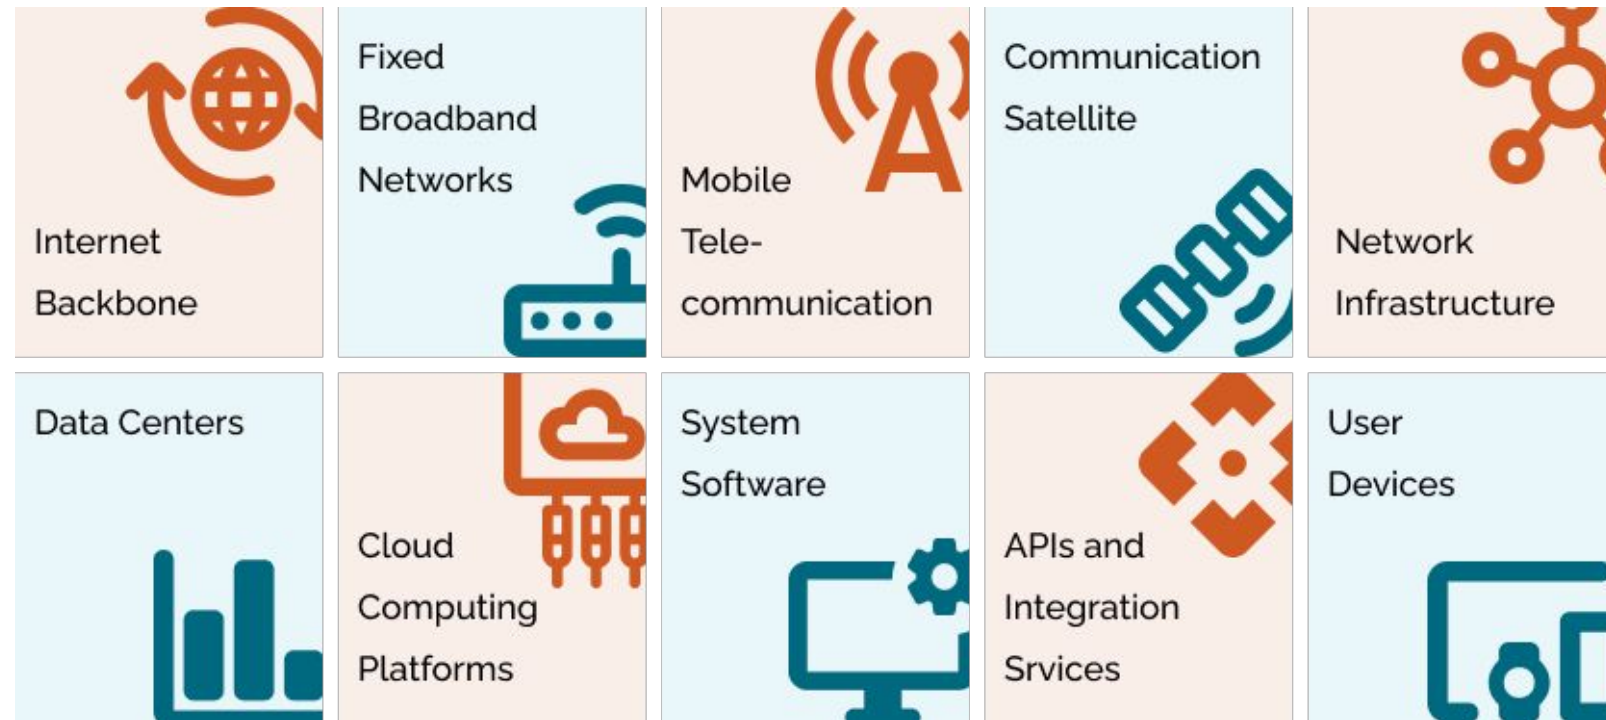 Internet
Backbone
Fixed
Broadband
Networks
Mobile
Tele-
communication
Communication
Satellite
Network
Infrastructure
Data Centers
Cloud
Computing
Platforms
System
Software
APIs and
Integration
Srvices
User
Devices